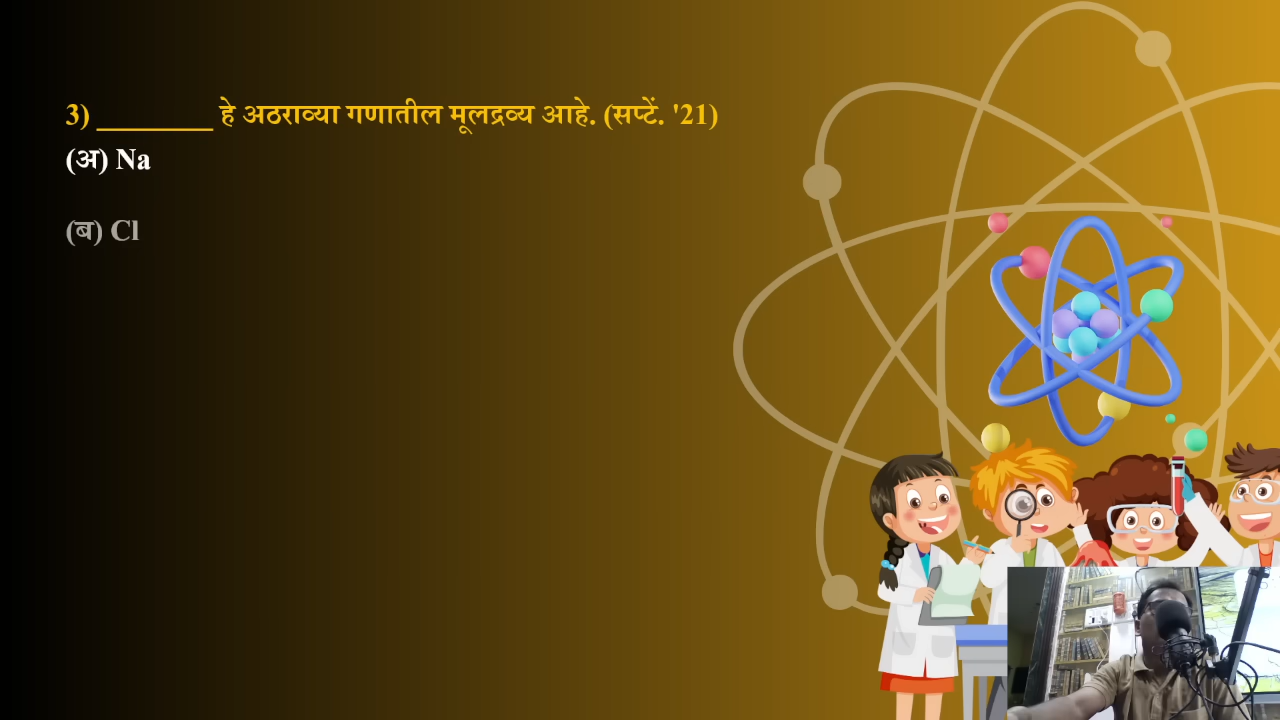 3) ________ हे अठराव्या गणातील मूलद्रव्य आहे. (सप्टें. '21)
(अ) Na
(ब) Cl